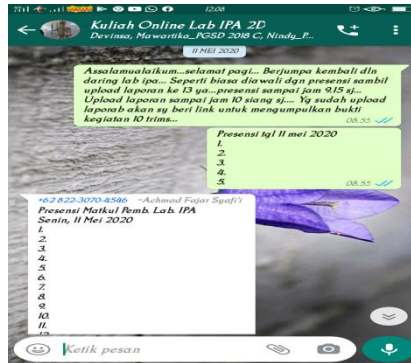 12.08
Kuliah Online Lab IPA 2D
Devinsa, Mawartika_PGSD 2018 C, Nindy_P...
11 MEI 2020
Assalamualaikum...selamat pagi... Berjumpa kembali dln
daring lab ipa... Seperti biasa diawali dgn presensi sambil
upload laporan ke 13 ya...presensi sampai jam 9.15 sj...
Upload laporan sampai jam 10 siang sj.... Yg sudah upload
laporab akan sy beri link untuk mengumpulkan bukti
kegiatan 10 trims...
08.55
Presensi tgl 11 mei 2020
1.
2.
3.
4.
5.
08.55
+62 822-3070-4546 ~Achmad Fajar Syafi'i
Presensi Matkul Pemb. Lab. IPA
Senin, 11 Mei 2020
1.
2.
3.
4.
5.
6.
7.
8.
9.
10.
11.
12.
Ketik pesan